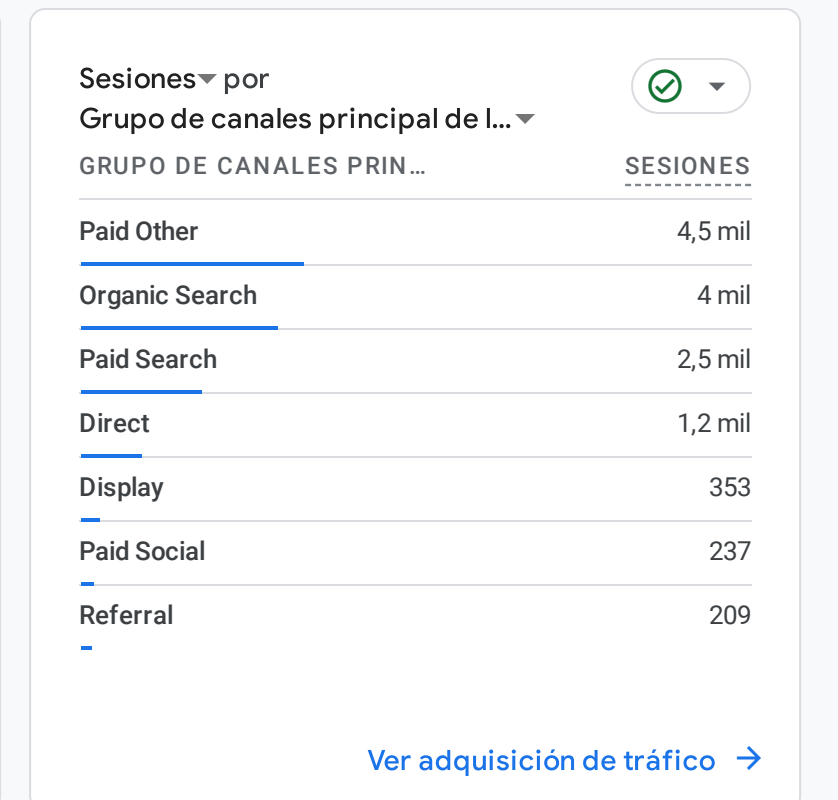 Sesiones por
Grupo de canales principal de l...
GRUPO DE CANALES PRIN... SESIONES
Paid Other 4,5 mil
Organic Search 4 mil
Paid Search 2,5 mil
Direct 1,2 mil
Display 353
Paid Social 237
Referral 209
Ver adquisición de tráfico